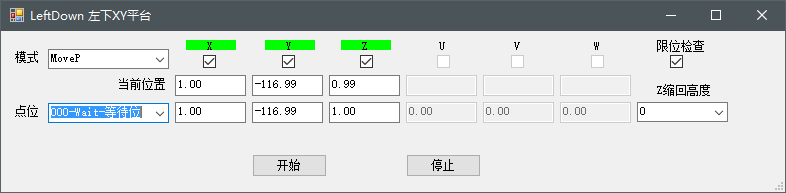 LeftDown 左下XY平台
X Y Z U V W 限位检查
模式 MoveP
当前位置 1.00 -116.99 0.99
Z缩回高度
点位 000-Wait-等待位 1.00 -116.99 1.00 0.00 0.00 0.00 0
开始 停止